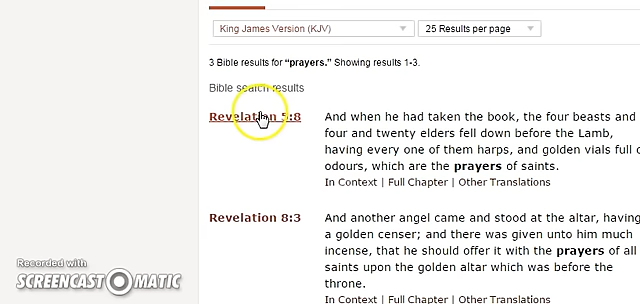 King James Version (KJV) 25 Results per page
3 Bible results for “prayers.” Showing results 1-3.
Bible search results
Revelation 5:8
And when he had taken the book, the four beasts and
four and twenty elders fell down before the Lamb,
having every one of them harps, and golden vials full o
odours, which are the prayers of saints.
In Context | Full Chapter | Other Translations
Revelation 8:3
And another angel came and stood at the altar, having
a golden censer; and there was given unto him much
incense, that he should offer it with the prayers of all
saints upon the golden altar which was before the
throne.
In Context | Full Chapter | Other Translations
Recorded with
SCREENCAST O MATIC